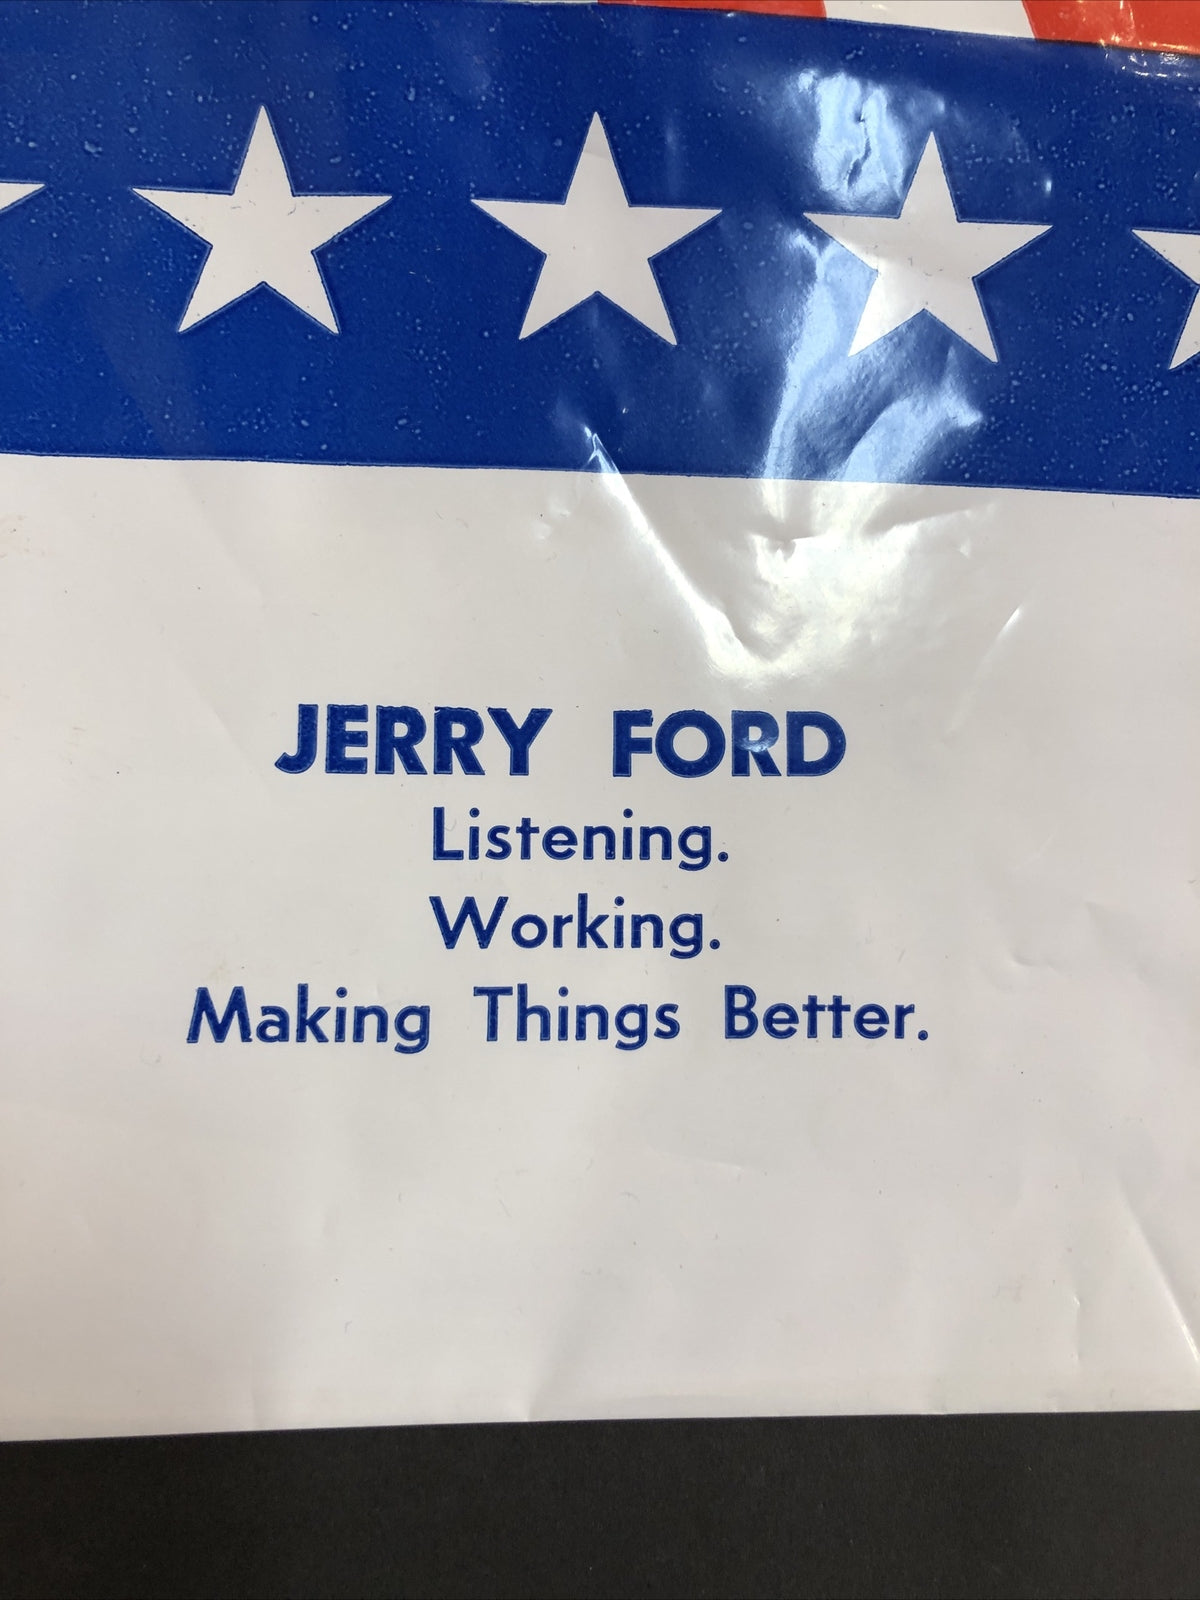 JERRY FORD
Listening.
Working.
Making Things Better.